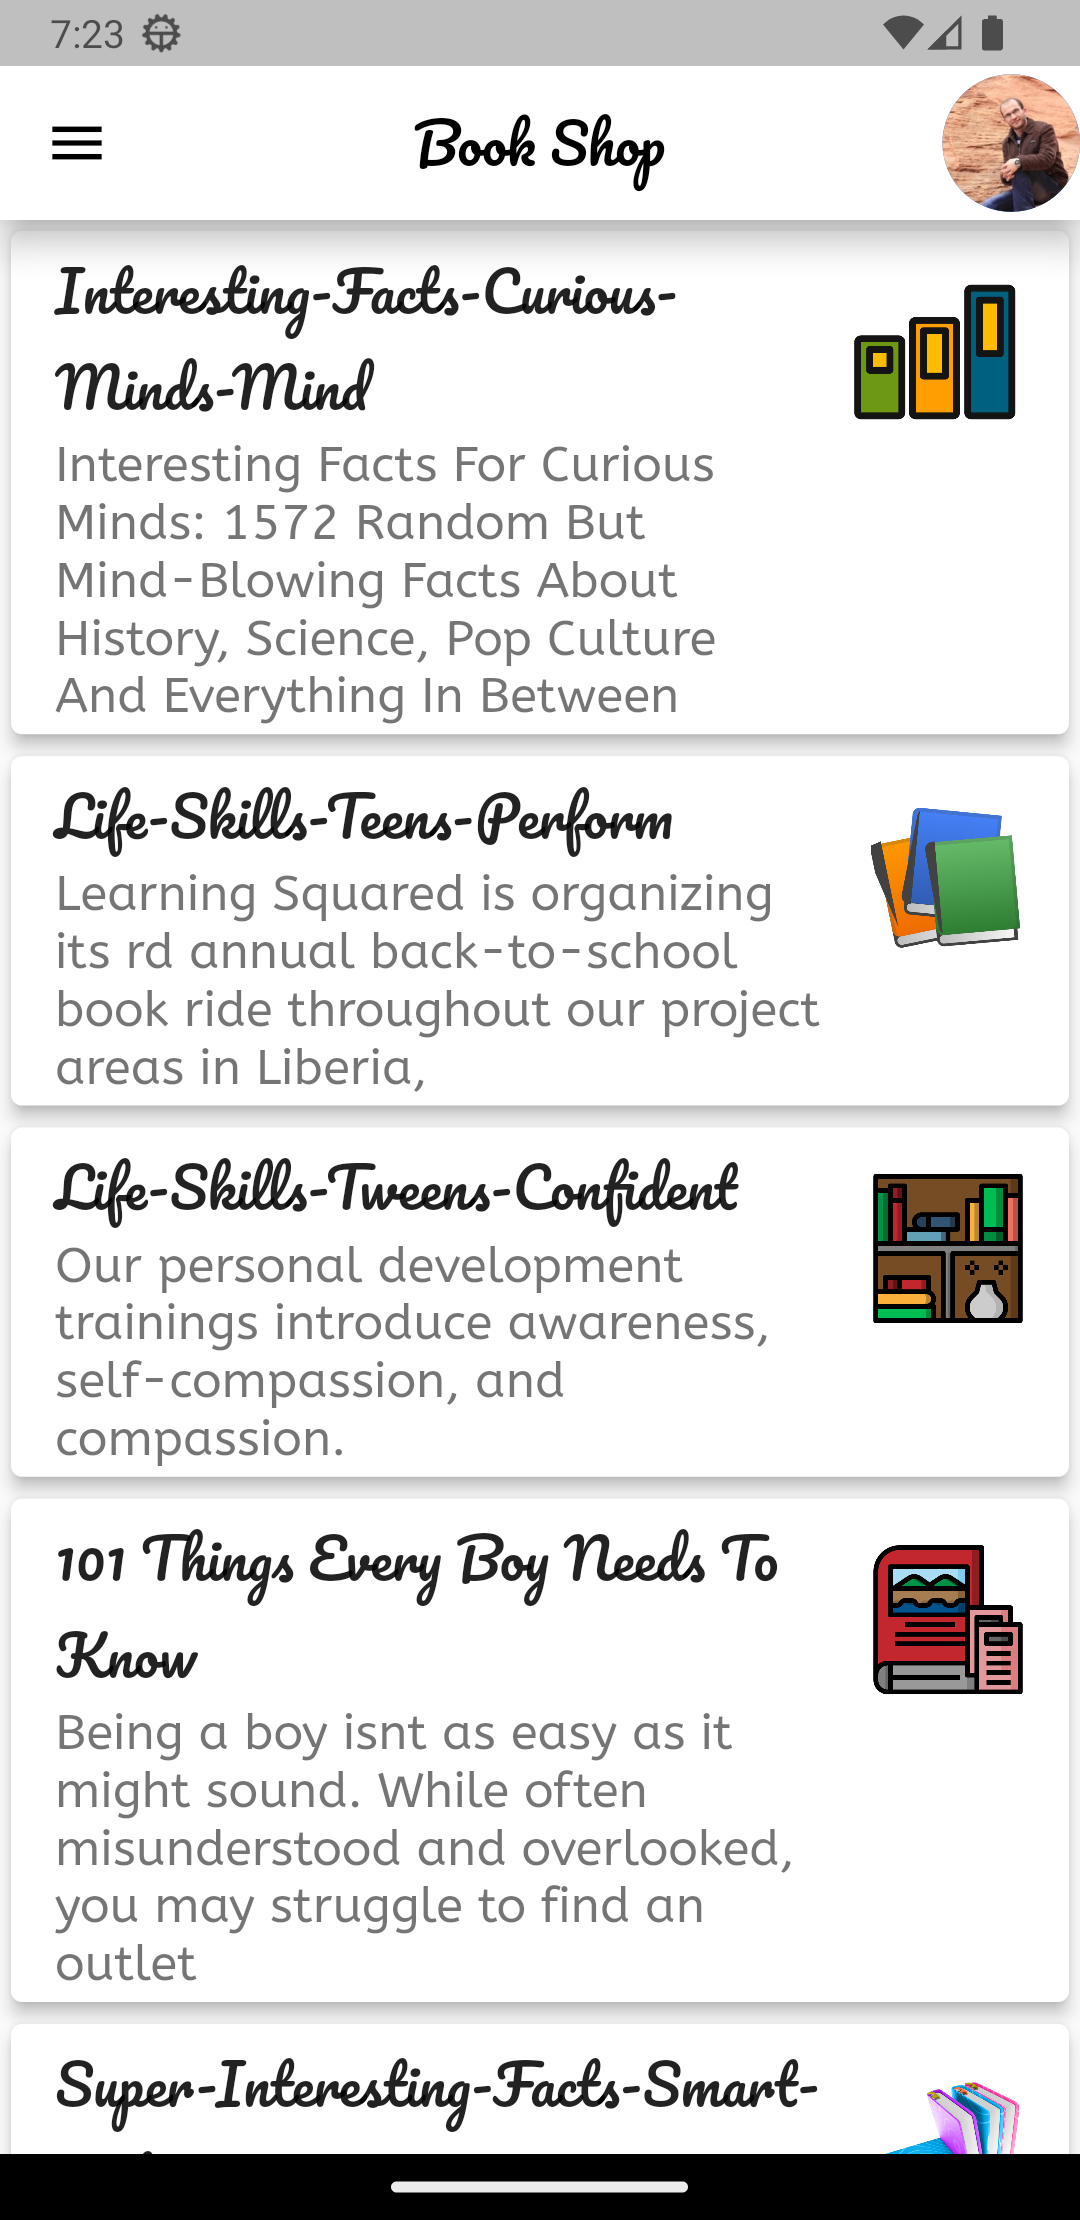 7:23
Book Shop
Interesting-Facts-Curious-
Minds-Mind
Interesting Facts For Curious
Minds: 1572 Random But
Mind-Blowing Facts About
History, Science, Pop Culture
And Everything In Between
Life-Skills-Teens-Perform
Learning Squared is organizing
its rd annual back-to-school
book ride throughout our project
areas in Liberia,
Life-Skills-Tweens-Confident
Our personal development
trainings introduce awareness,
self-compassion, and
compassion.
101 Things Every Boy Needs To
Know
Being a boy isnt as easy as it
might sound. While often
misunderstood and overlooked,
you may struggle to find an
outlet
Super-Interesting-Facts-Smart-